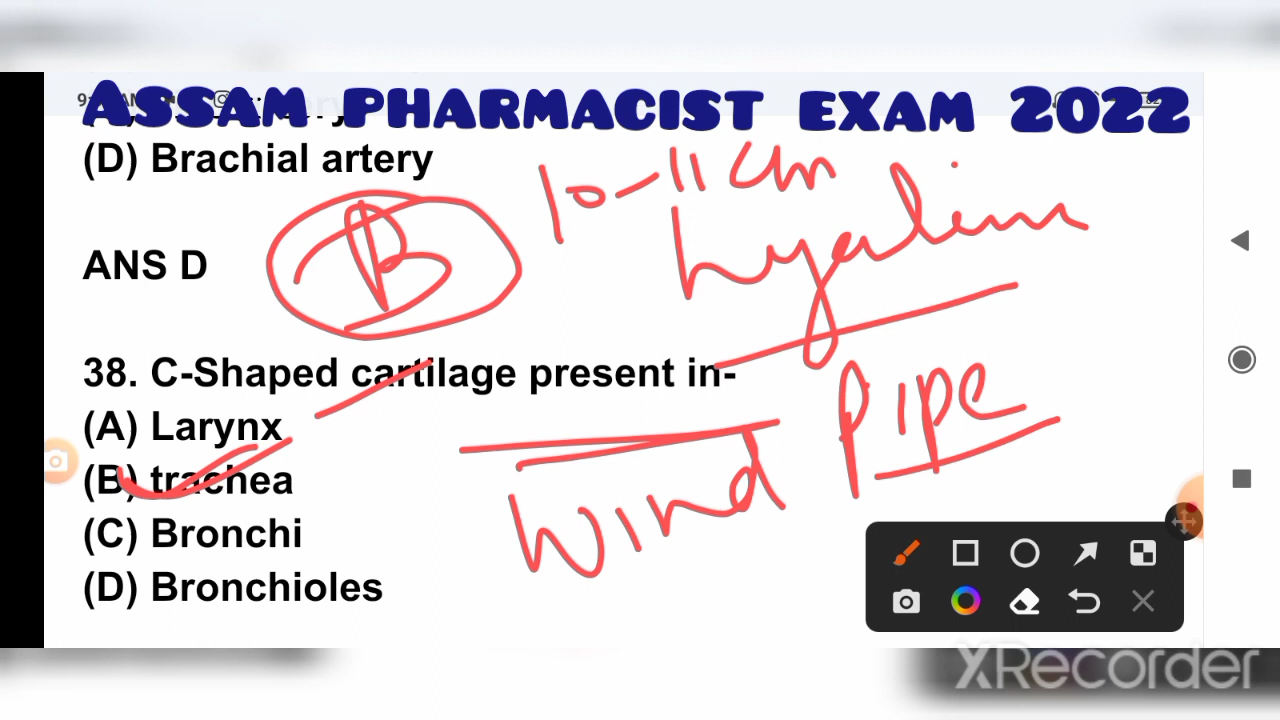 ASSAM PHARMACIST EXAM 2022
(D) Brachial artery
10-11 cm
hyaline
B
ANS D
38. C-Shaped cartilage present in-
(A) Larynx
(B) trachea
wind PIPe
(C) Bronchi
(D) Bronchioles
XRecorder